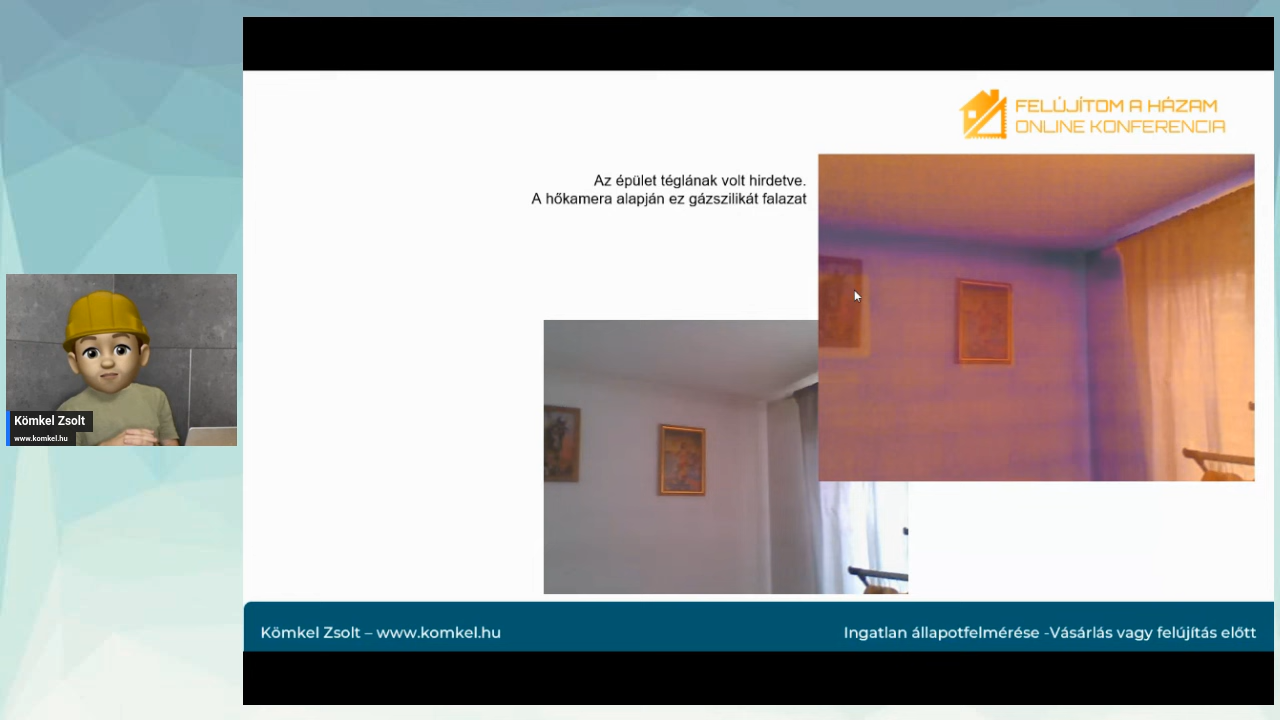 FELÚJÍTOM A HÁZAM
ONLINE KONFERENCIA
Az épület téglának volt hirdetve.
A hőkamera alapján ez gázszilikát falazat
Kömkel Zsolt
www.komkel.hu
Kömkel Zsolt – www.komkel.hu
Ingatlan állapotfelmérése -Vásárlás vagy felújítás előtt